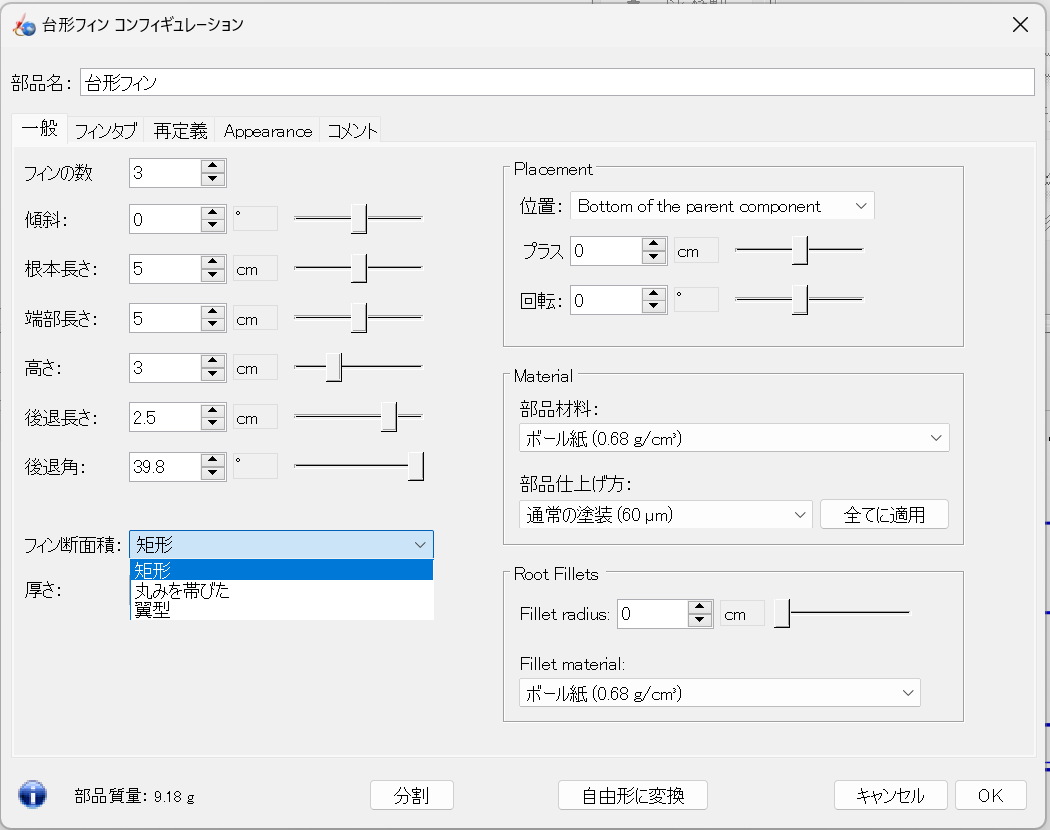 台形フィン コンフィギュレーション
部品名: 台形フィン
一般 フィンタブ 再定義 Appearance コメント
フィンの数 3
傾斜: 0 °
根本長さ: 5 cm
端部長さ: 5 cm
高さ: 3 cm
後退長さ: 2.5 cm
後退角: 39.8 °
フィン断面積: 矩形
矩形
丸みを帯びた
翼型
厚さ:
Placement
位置: Bottom of the parent component
プラス 0 cm
回転: 0 °
Material
部品材料:
ボール紙 (0.68 g/cm³)
部品仕上げ方:
通常の塗装 (60 μm) 全てに適用
Root Fillets
Fillet radius: 0 cm
Fillet material:
ボール紙 (0.68 g/cm³)
部品質量: 9.18 g 分割 自由形に変換 キャンセル OK